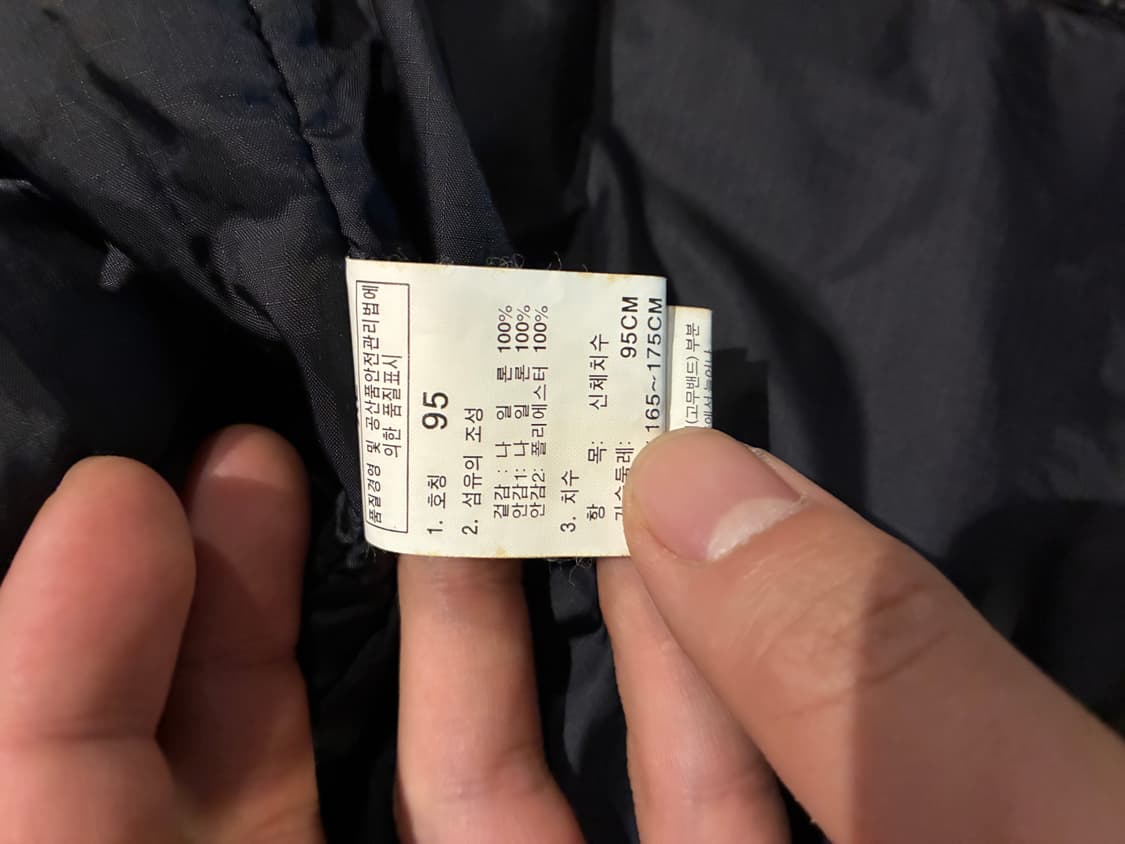 품질경영 및 공산품안전관리법에
의한 품질표시
1. 호칭 95
2. 섬유의 조성
겉감 : 나 일 론 100%
안감1: 나 일 론 100%
안감2: 폴리에스터 100%
3. 치수
항 목: 신체치수
가슴둘레: 95CM
165~175CM
(고무밴드) 부분